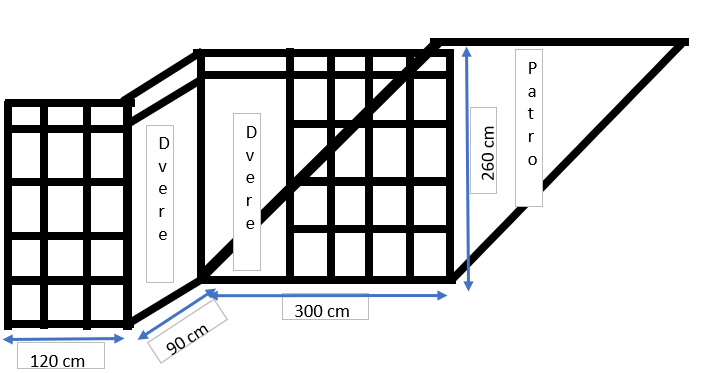 Dvere
Dvere
Patro
260 cm
300 cm
90 cm
120 cm